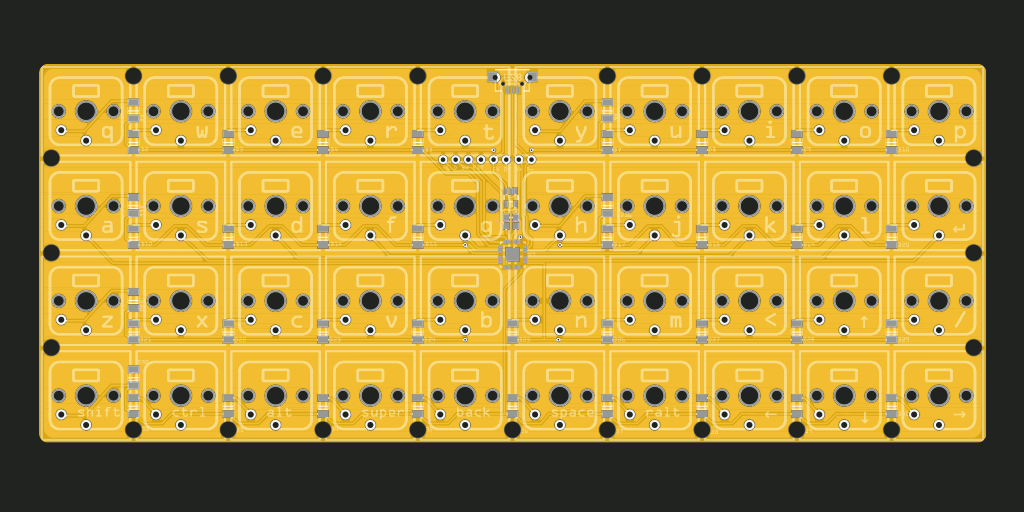 q w e r t y u i o p
a s d f g h j k l ↵
z x c v b n m < ↑ /
shift ctrl alt super back space ralt ← ↓ →